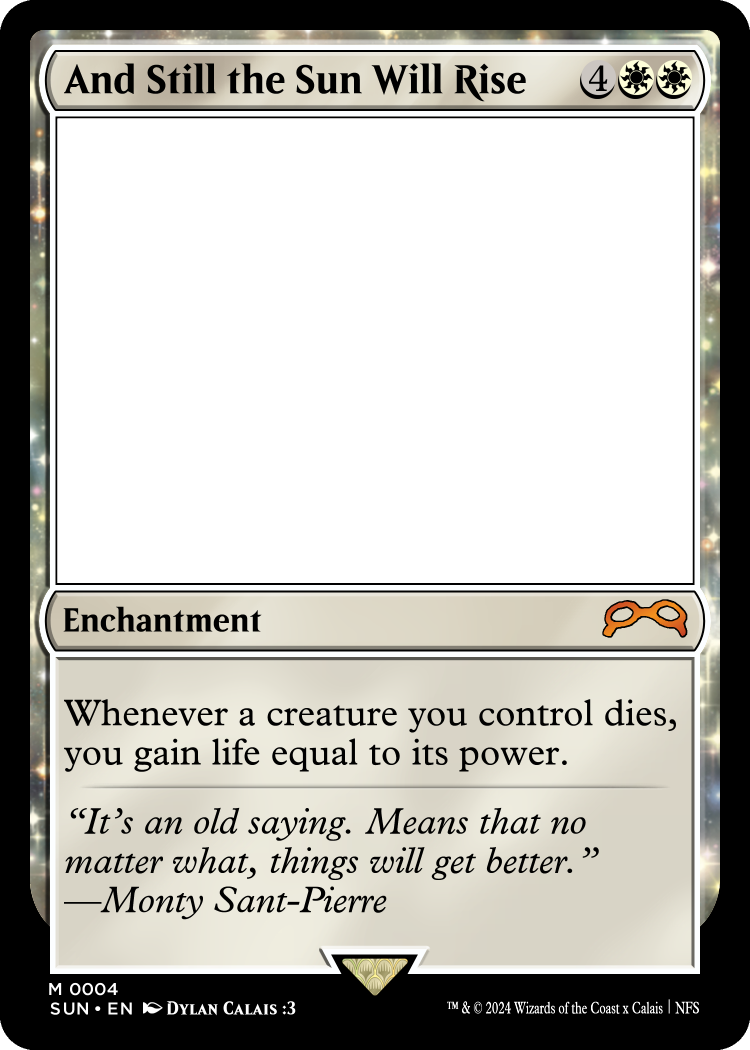 And Still the Sun Will Rise 4
Enchantment
Whenever a creature you control dies,
you gain life equal to its power.
“It’s an old saying. Means that no
matter what, things will get better.”
—Monty Sant-Pierre
M 0004
SUN • EN Dylan Calais :3
™ & © 2024 Wizards of the Coast x Calais | NFS